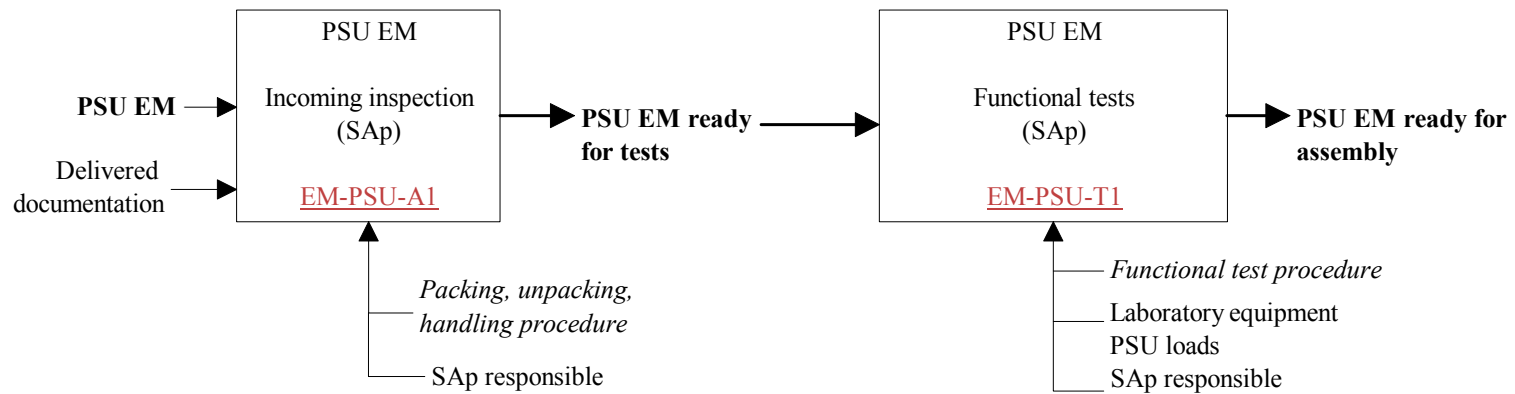 PSU EM
Delivered
documentation
PSU EM
Incoming inspection
(SAp)
EM-PSU-A1
Packing, unpacking,
handling procedure
SAp responsible
PSU EM ready
for tests
PSU EM
Functional tests
(SAp)
EM-PSU-T1
Functional test procedure
Laboratory equipment
PSU loads
SAp responsible
PSU EM ready for
assembly